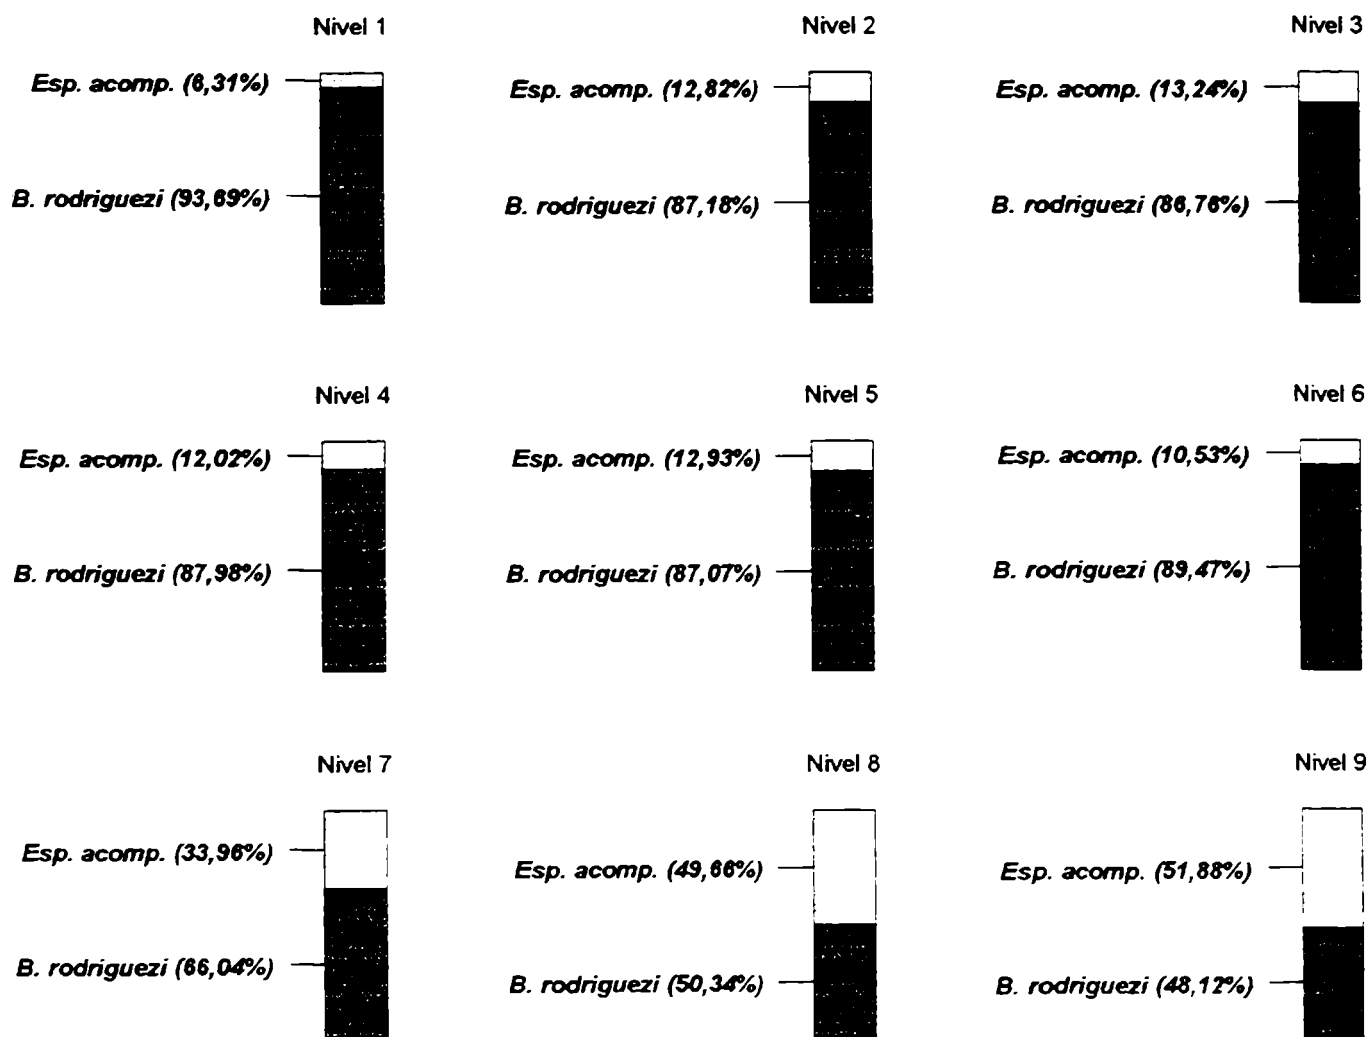 Nivel 1
Nivel 2
Nivel 3
Esp. acomp. (6,31%)
Esp. acomp. (12,82%)
Esp. acomp. (13,24%)
B. rodriguezi (93,69%)
B. rodriguezi (87,18%)
B. rodriguezi (86,76%)
Nivel 4
Nivel 5
Nivel 6
Esp. acomp. (12,02%)
Esp. acomp. (12,93%)
Esp. acomp. (10,53%)
B. rodriguezi (87,98%)
B. rodriguezi (87,07%)
B. rodriguezi (89,47%)
Nivel 7
Nivel 8
Nivel 9
Esp. acomp. (33,96%)
Esp. acomp. (49,66%)
Esp. acomp. (51,88%)
B. rodriguezi (66,04%)
B. rodriguezi (50,34%)
B. rodriguezi (48,12%)